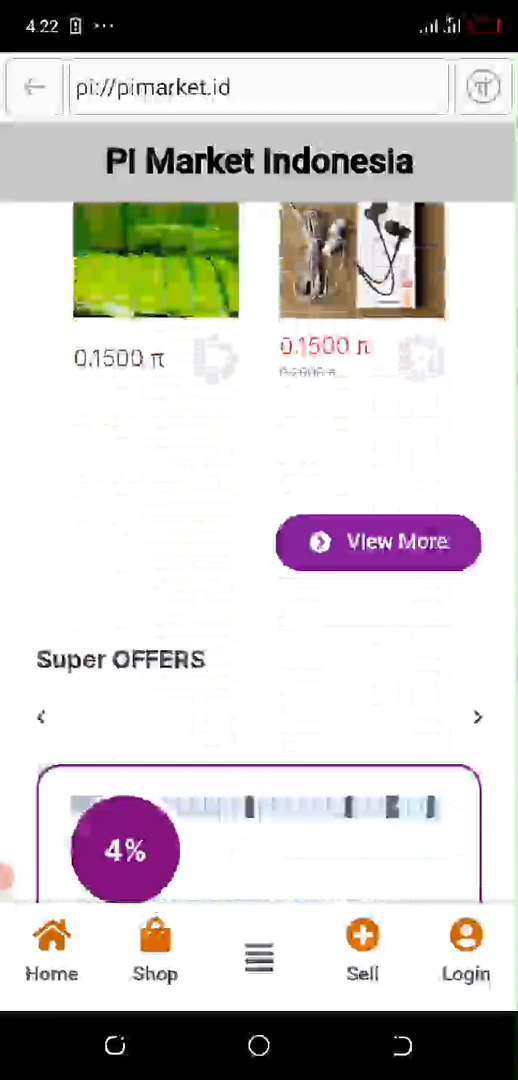 4.22
pi://pimarket.id
PI Market Indonesia
0.1500 π
0.1500 π
View More
Super OFFERS
4%
Home
Shop
Sell
Login